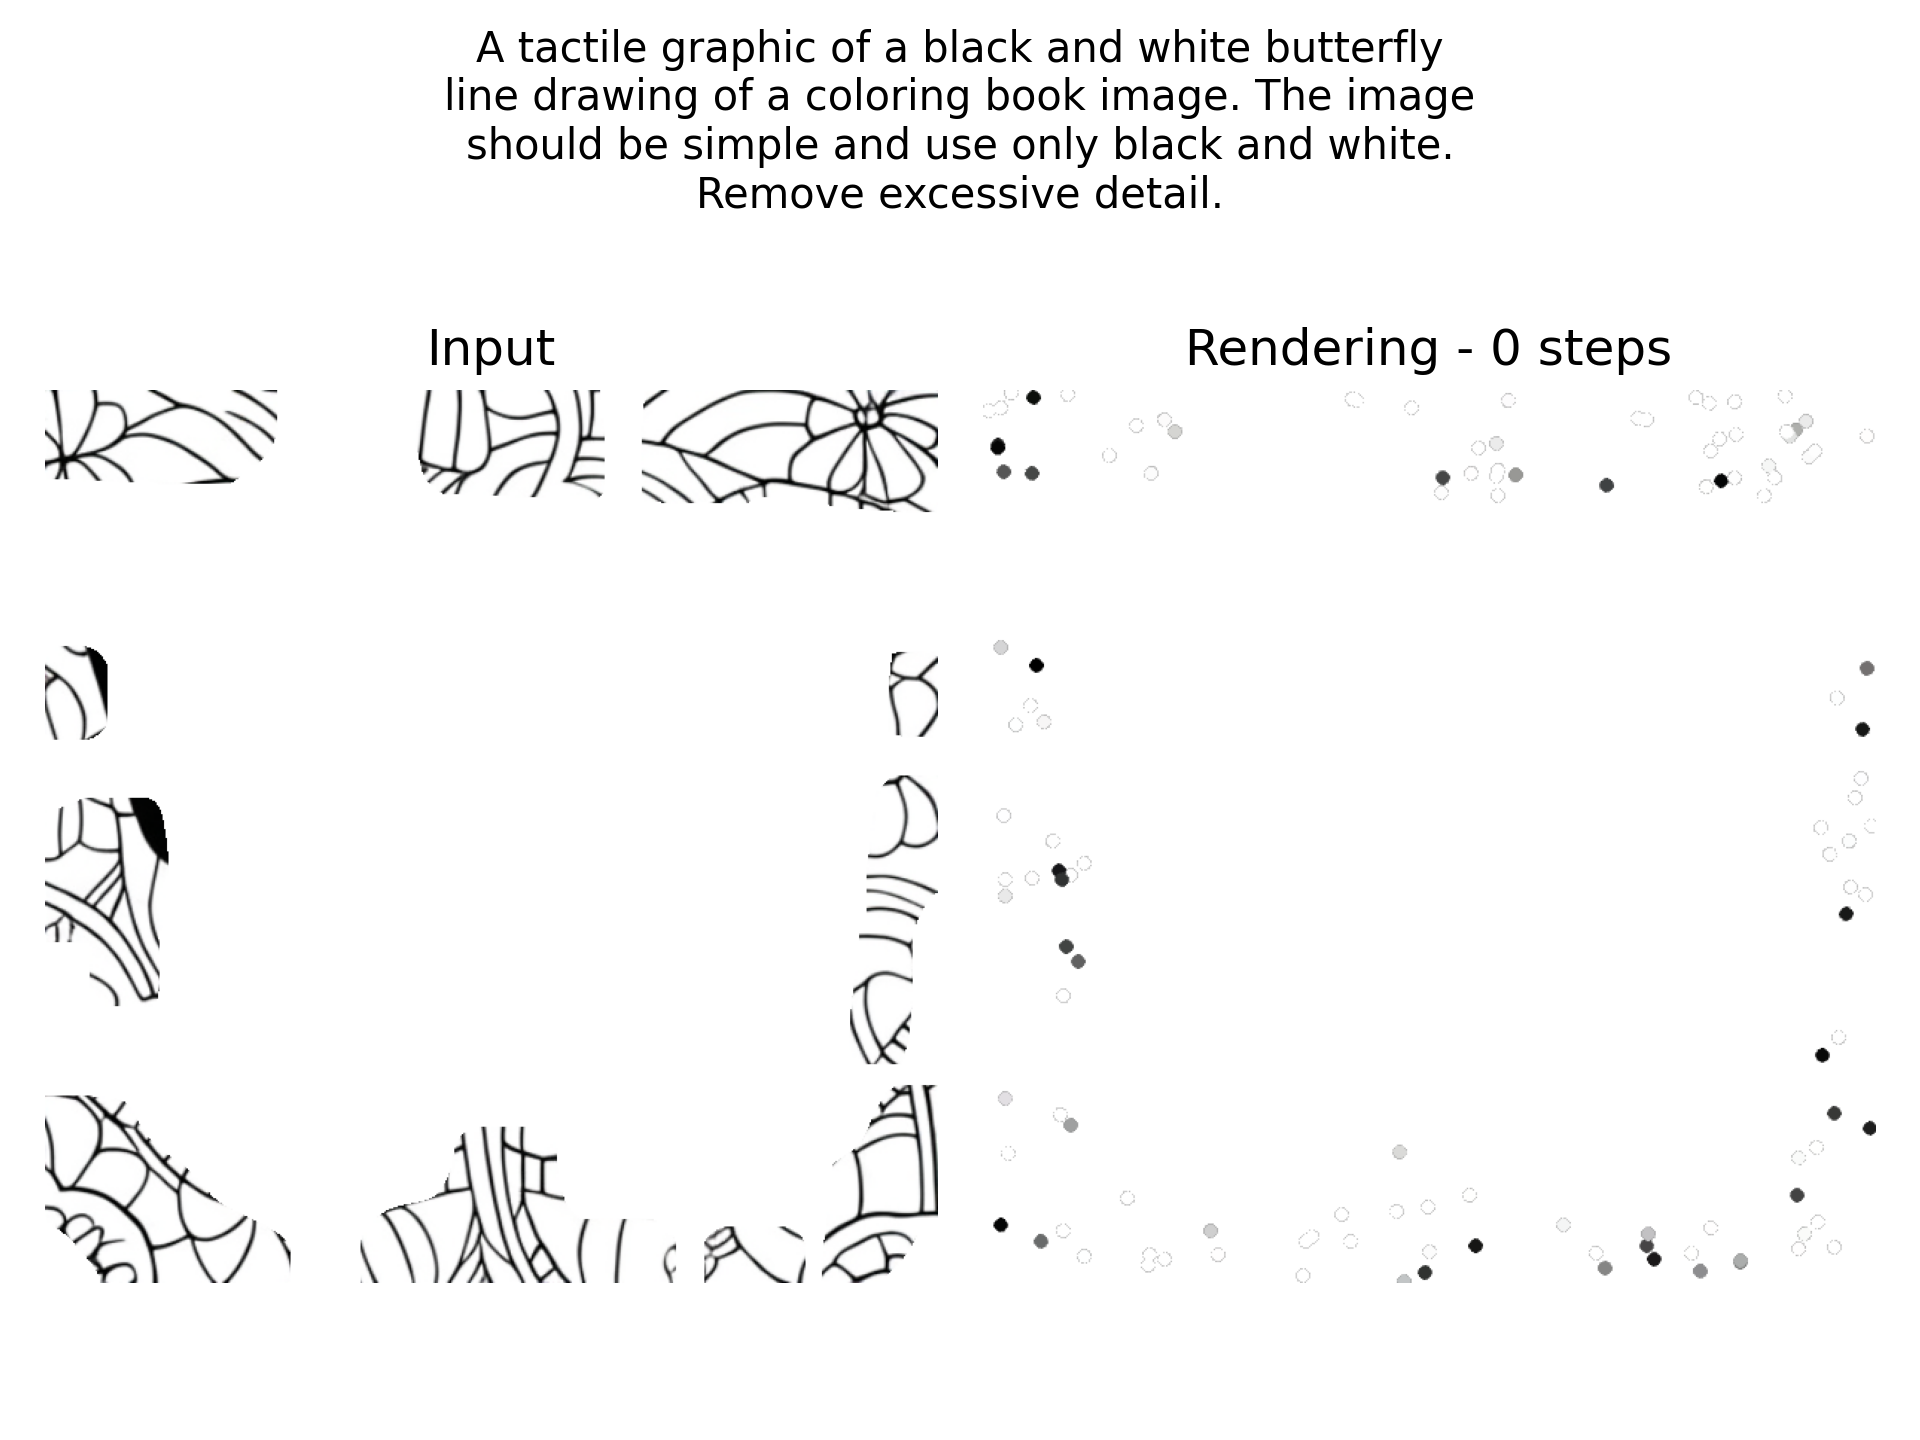 A tactile graphic of a black and white butterfly
line drawing of a coloring book image. The image
should be simple and use only black and white.
Remove excessive detail.
Input
Rendering - 0 steps